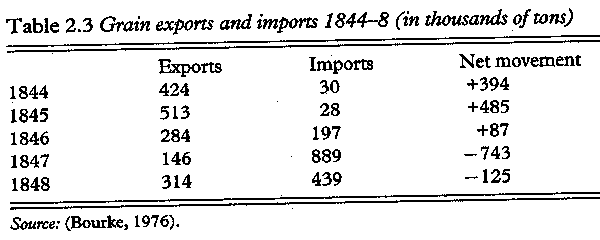 Table 2.3 Grain exports and imports 1844–8 (in thousands of tons)
Exports Imports Net movement
1844 424 30 +394
1845 513 28 +485
1846 284 197 +87
1847 146 889 −743
1848 314 439 −125
Source: (Bourke, 1976).